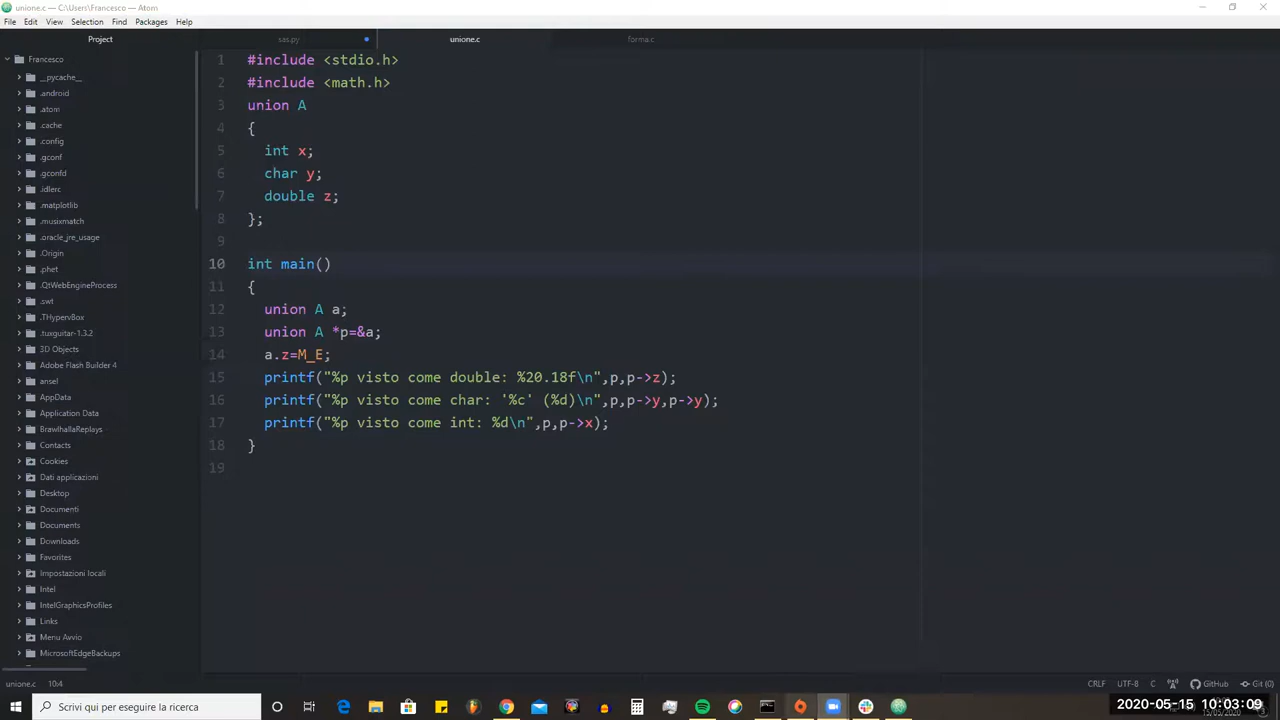 unione.c — C:\Users\Francesco — Atom
File Edit View Selection Find Packages Help
Project
sas.py
unione.c
forma.c
Francesco
__pycache__
.android
.atom
.cache
.config
.gconf
.gconfd
.idlerc
.matplotlib
.musixmatch
.oracle_jre_usage
.Origin
.phet
.QtWebEngineProcess
.swt
.THypervBox
.tuxguitar-1.3.2
3D Objects
Adobe Flash Builder 4
ansel
AppData
Application Data
BrawlhallaReplays
Contacts
Cookies
Dati applicazioni
Desktop
Documenti
Documents
Downloads
Favorites
Impostazioni locali
Intel
IntelGraphicsProfiles
Links
Menu Avvio
MicrosoftEdgeBackups
1 #include <stdio.h>
2 #include <math.h>
3 union A
4 {
5 int x;
6 char y;
7 double z;
8 };
9
10 int main()
11 {
12 union A a;
13 union A *p=&a;
14 a.z=M_E;
15 printf("%p visto come double: %20.18f\n",p,p->z);
16 printf("%p visto come char: '%c' (%d)\n",p,p->y,p->y);
17 printf("%p visto come int: %d\n",p,p->x);
18 }
19
unione.c 10:4
CRLF UTF-8 C GitHub Git (0)
Scrivi qui per eseguire la ricerca
2020-05-15 10:03:09